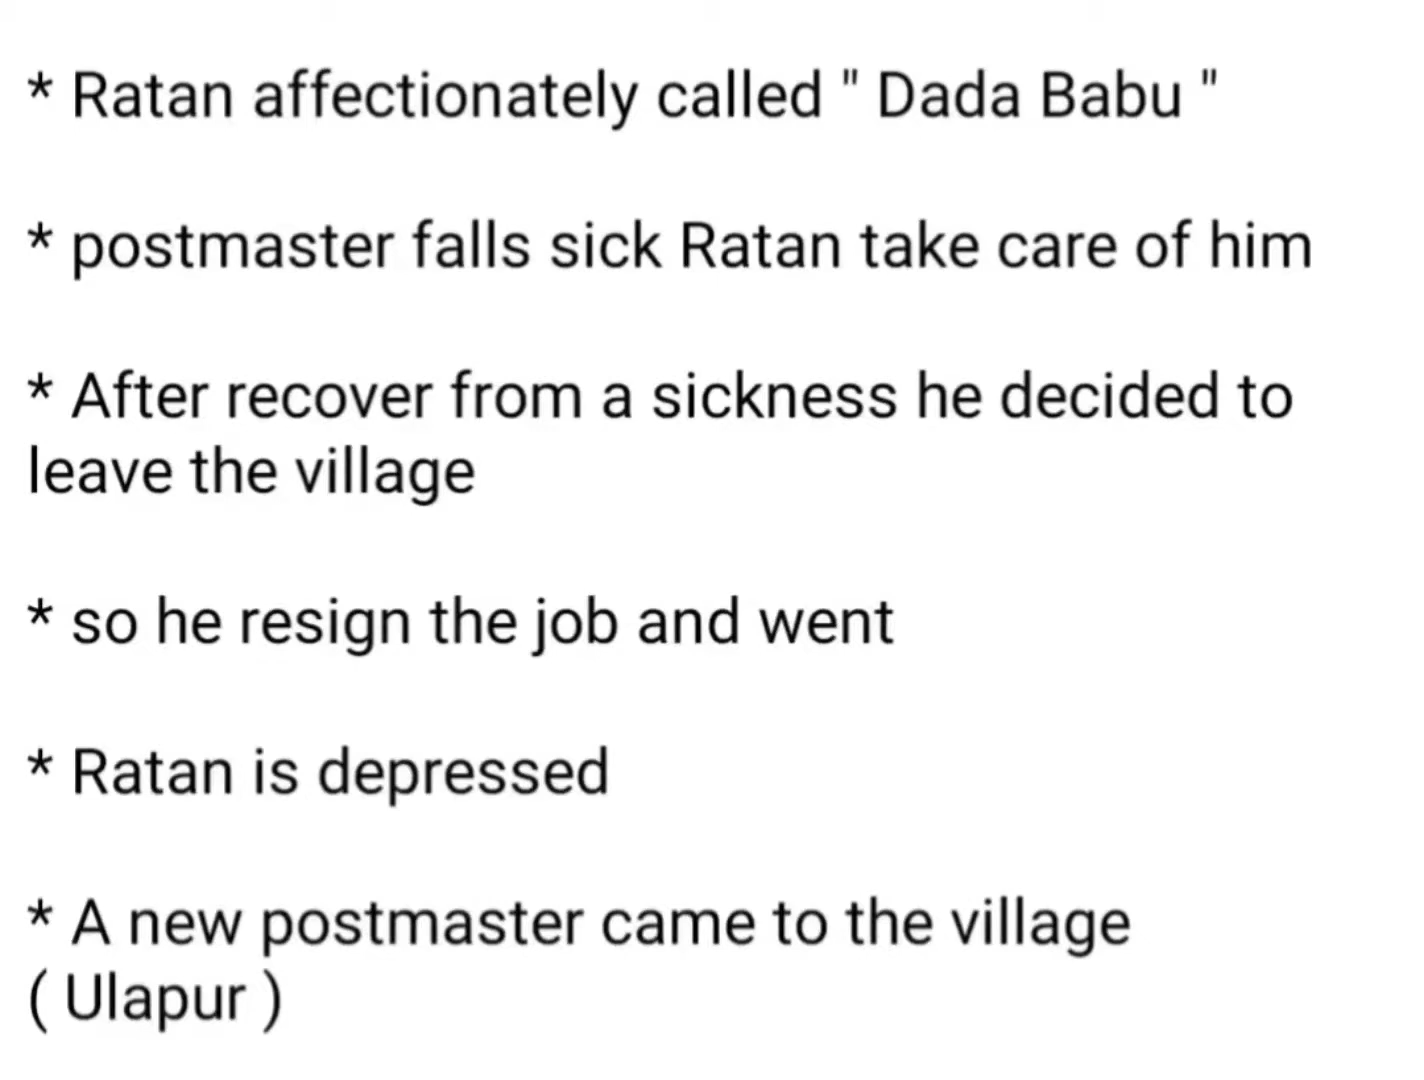 * Ratan affectionately called " Dada Babu "
* postmaster falls sick Ratan take care of him
* After recover from a sickness he decided to
leave the village
* so he resign the job and went
* Ratan is depressed
* A new postmaster came to the village
( Ulapur )